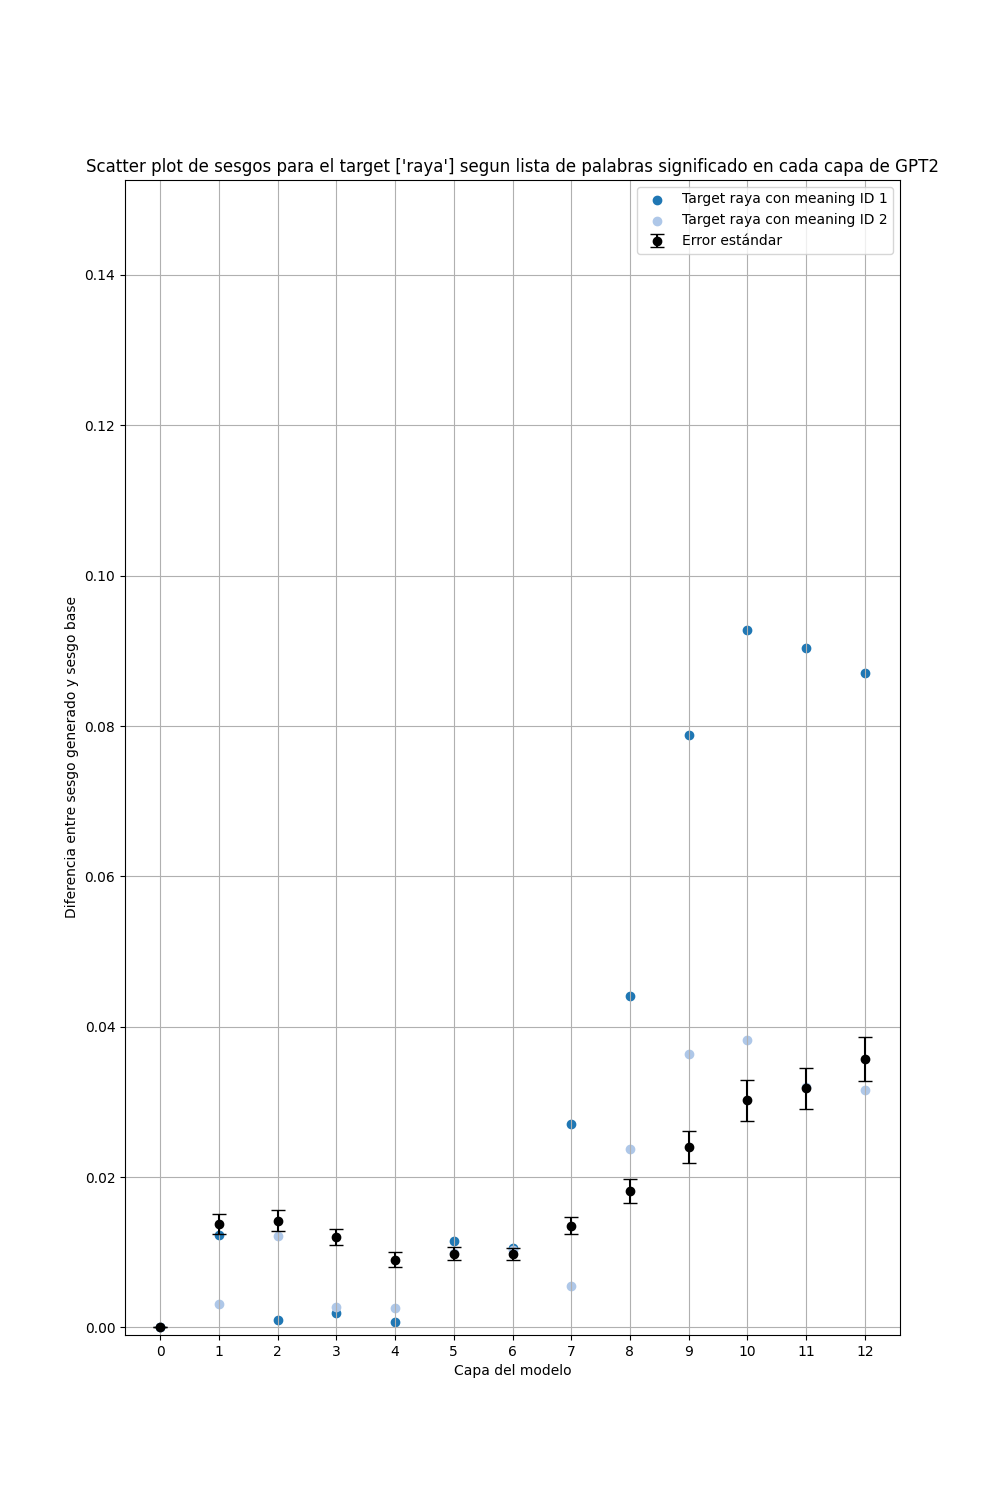 Scatter plot de sesgos para el target ['raya'] segun lista de palabras significado en cada capa de GPT2
Target raya con meaning ID 1
Target raya con meaning ID 2
Error estándar
0.14
0.12
0.10
0.08
0.06
0.04
0.02
0.00
Diferencia entre sesgo generado y sesgo base
0 1 2 3 4 5 6 7 8 9 10 11 12
Capa del modelo